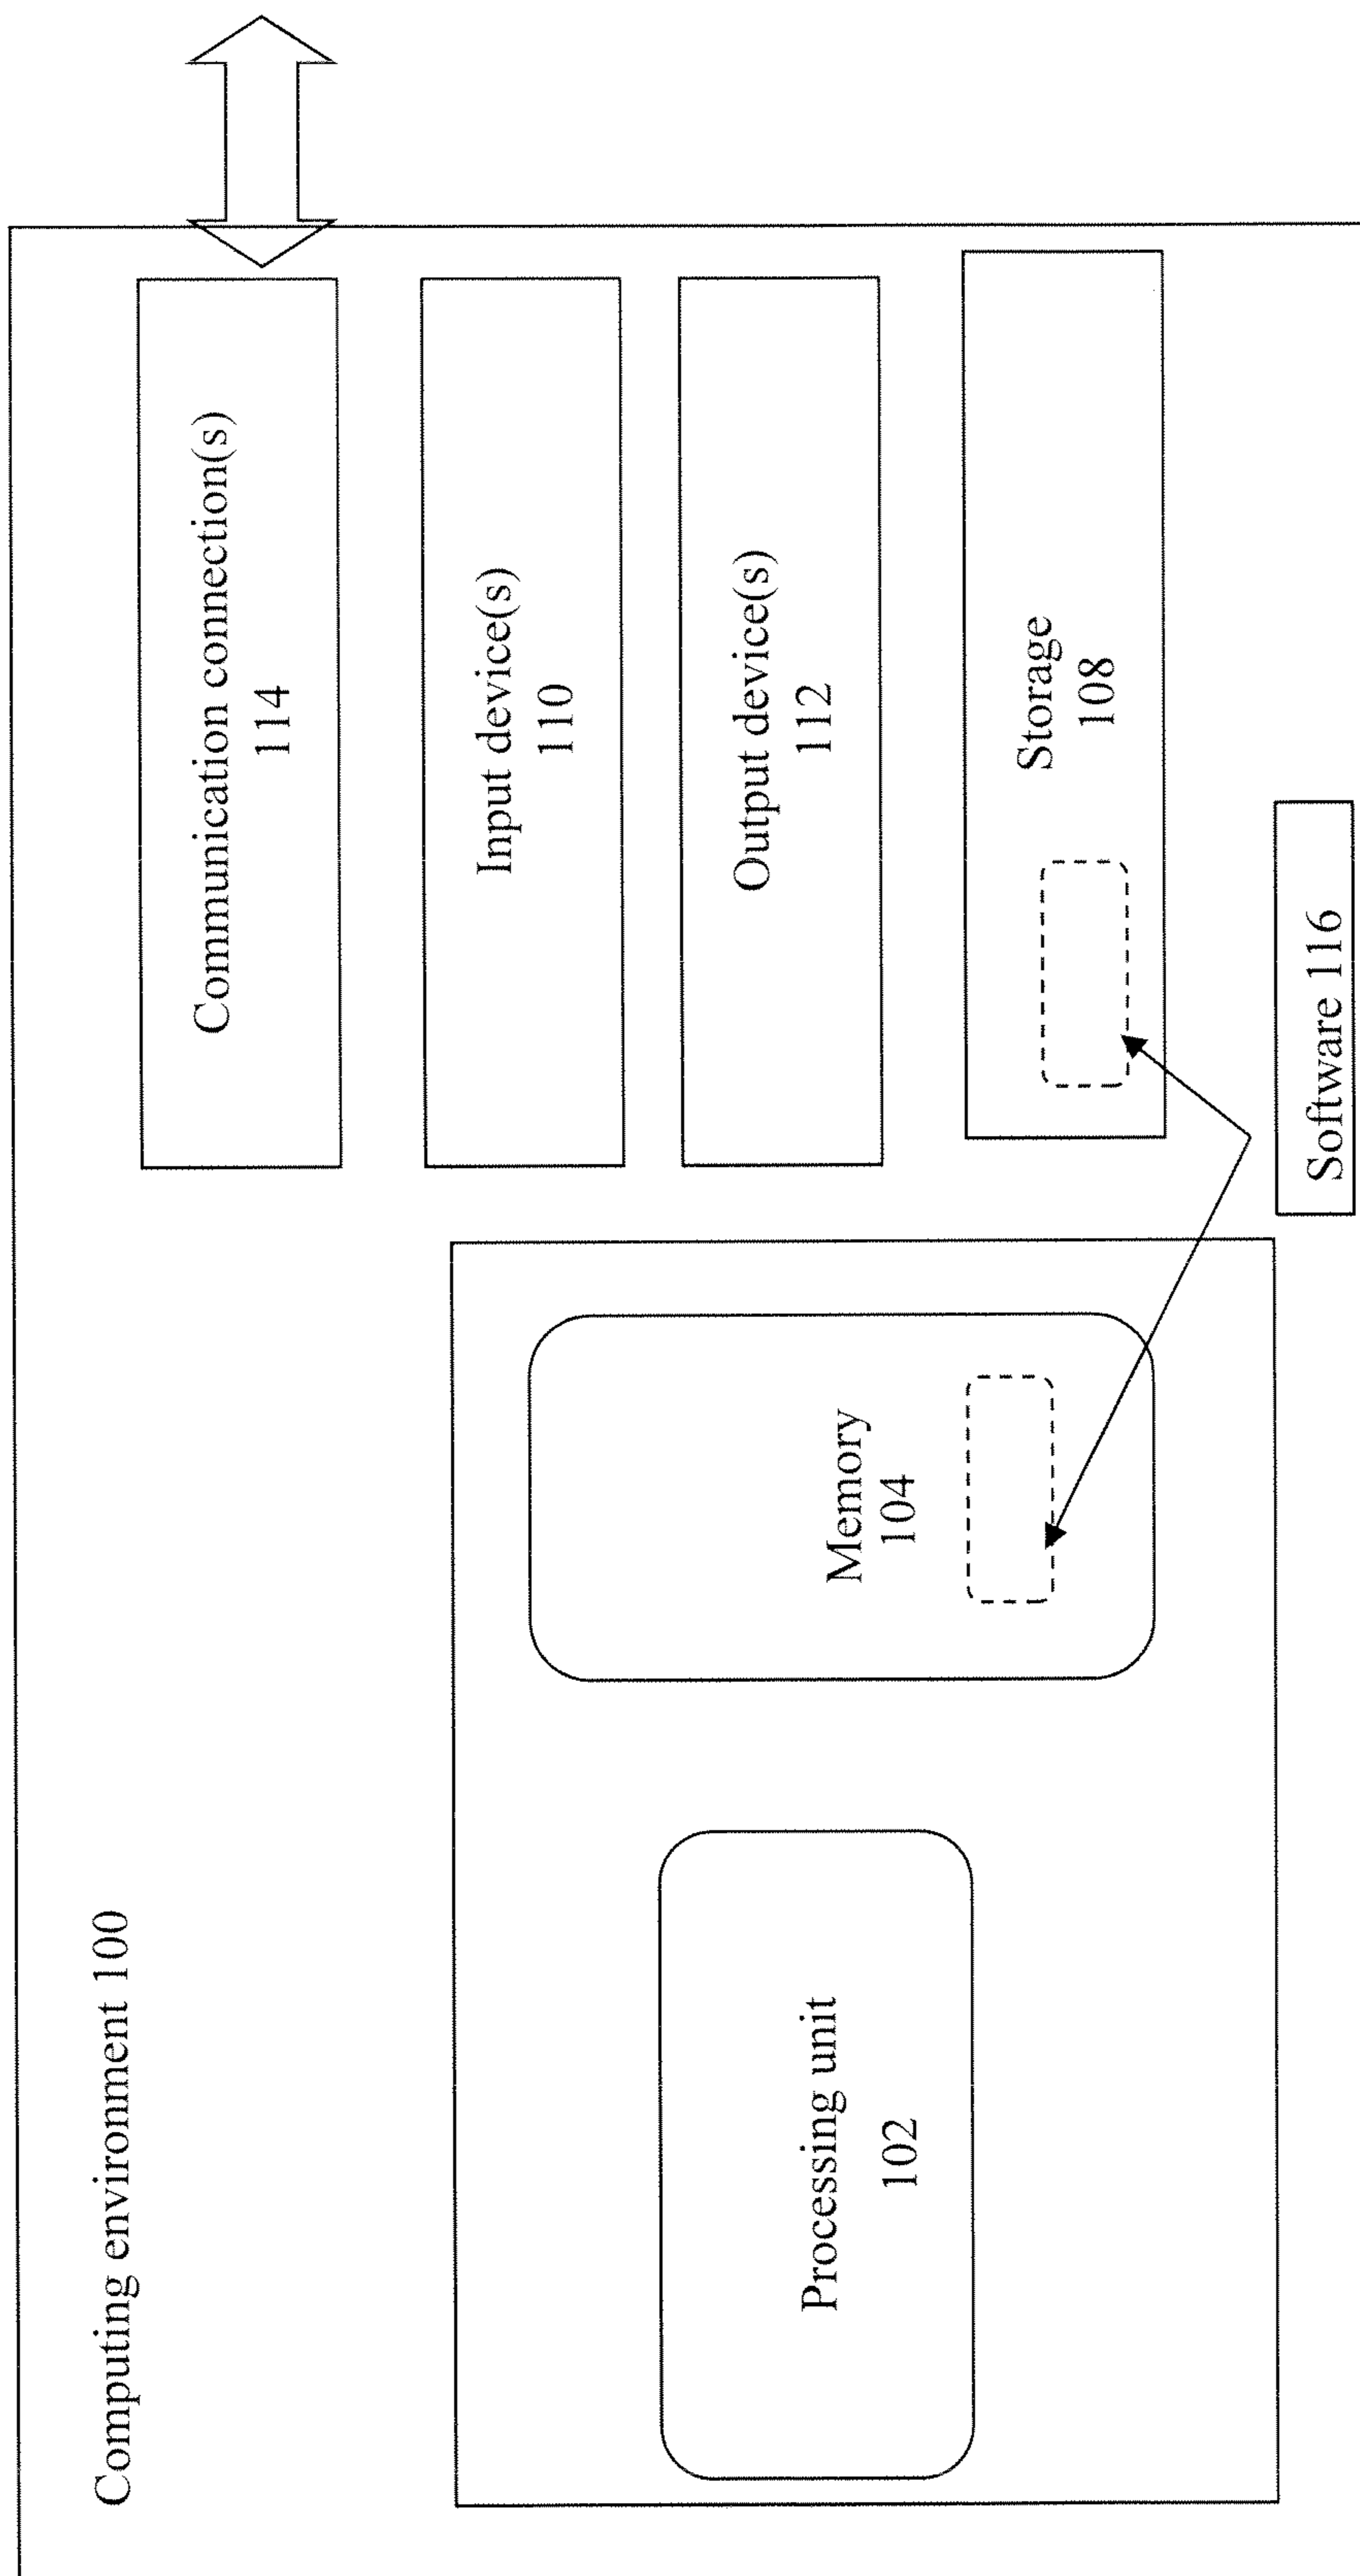 Computing environment 100
Communication connection(s)
114
Input device(s)
110
Output device(s)
112
Storage
108
Processing unit
102
Memory
104
Software 116